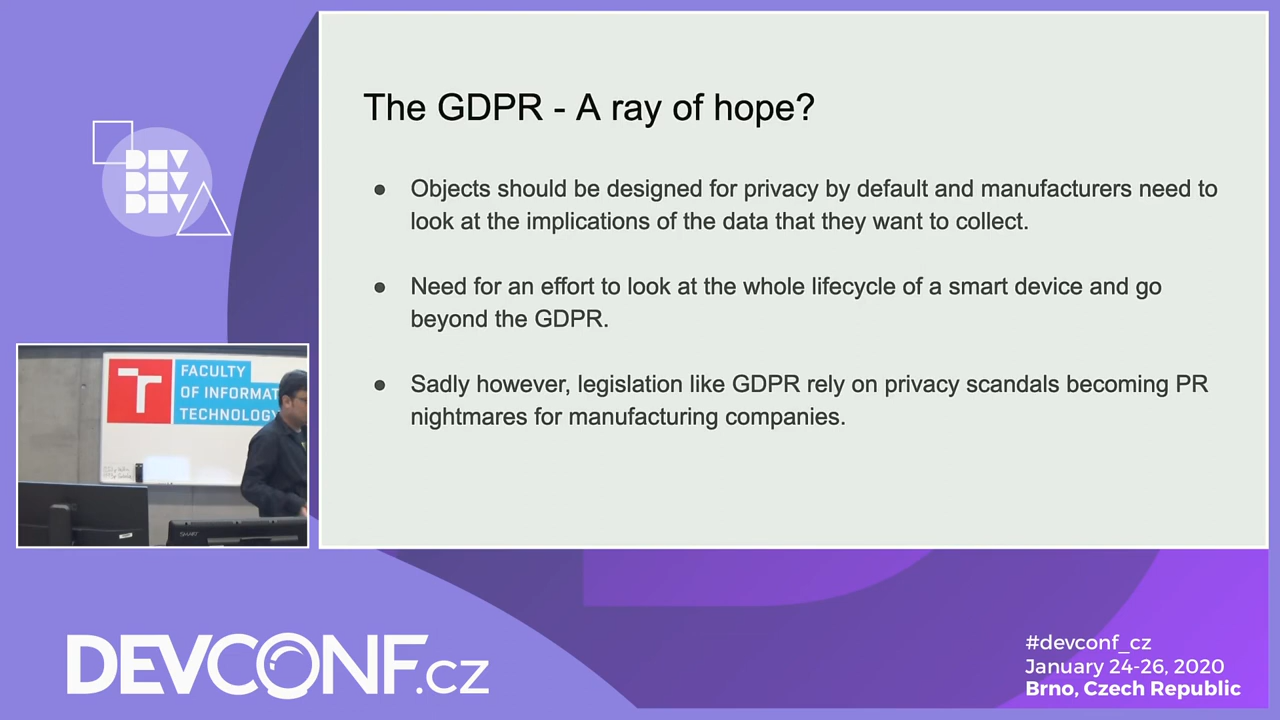 The GDPR - A ray of hope?
● Objects should be designed for privacy by default and manufacturers need to
look at the implications of the data that they want to collect.
● Need for an effort to look at the whole lifecycle of a smart device and go
beyond the GDPR.
● Sadly however, legislation like GDPR rely on privacy scandals becoming PR
nightmares for manufacturing companies.
DEV
DEV
DEV
FACULTY
OF INFORMAT
TECHNOLOGY
DEVCONF.cz
#devconf_cz
January 24-26, 2020
Brno, Czech Republic